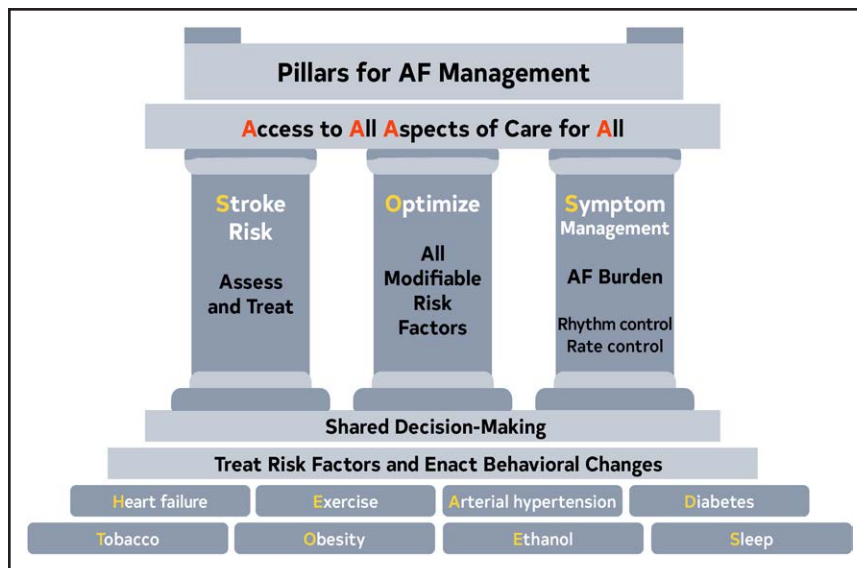 Pillars for AF Management
Access to All Aspects of Care for All
Stroke
Risk
Assess
and Treat
Optimize
All
Modifiable
Risk
Factors
Symptom
Management
AF Burden
Rhythm control
Rate control
Shared Decision-Making
Treat Risk Factors and Enact Behavioral Changes
Heart failure
Exercise
Arterial hypertension
Diabetes
Tobacco
Obesity
Ethanol
Sleep